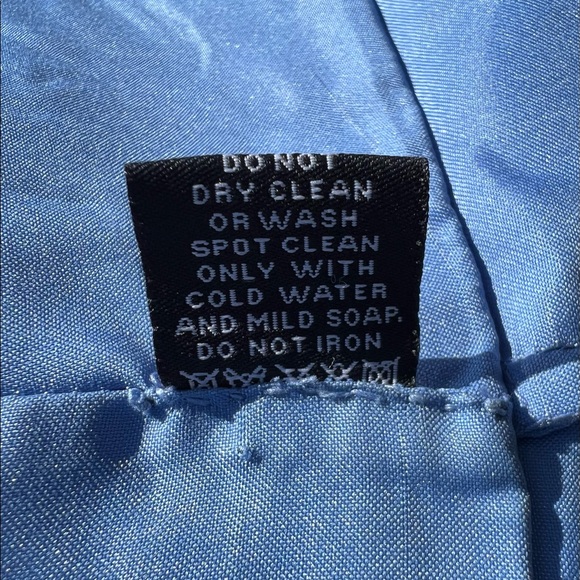 DO NOT
DRY CLEAN
OR WASH
SPOT CLEAN
ONLY WITH
COLD WATER
AND MILD SOAP.
DO NOT IRON